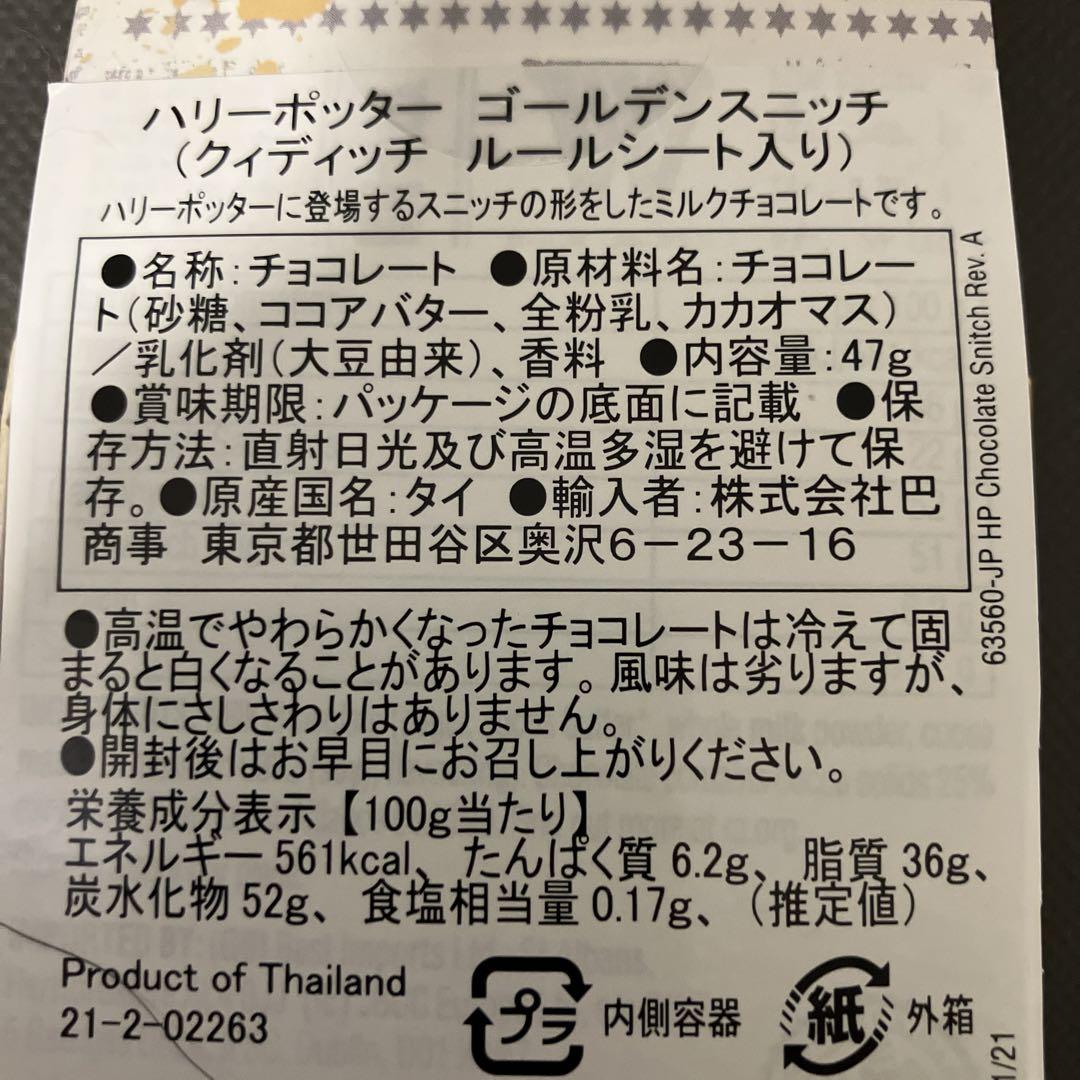 ハリーポッター ゴールデンスニッチ
(クィディッチ ルールシート入り)
ハリーポッターに登場するスニッチの形をしたミルクチョコレートです。
●名称:チョコレート ●原材料名:チョコレー
ト(砂糖、ココアバター、全粉乳、カカオマス)
/乳化剤(大豆由来)、香料 ●内容量:47g
●賞味期限:パッケージの底面に記載 ●保
存方法:直射日光及び高温多湿を避けて保
存。●原産国名:タイ ●輸入者:株式会社巴
商事 東京都世田谷区奥沢6-23-16
63560-JP HP Chocolate Snitch Rev. A
●高温でやわらかくなったチョコレートは冷えて固
まると白くなることがあります。風味は劣りますが、
身体にさしさわりはありません。
●開封後はお早目にお召し上がりください。
栄養成分表示【100g当たり】
エネルギー 561kcal、たんぱく質 6.2g、脂質 36g、
炭水化物 52g、食塩相当量 0.17g、(推定値)
Product of Thailand
21-2-02263
プラ 内側容器
紙 外箱
1/21